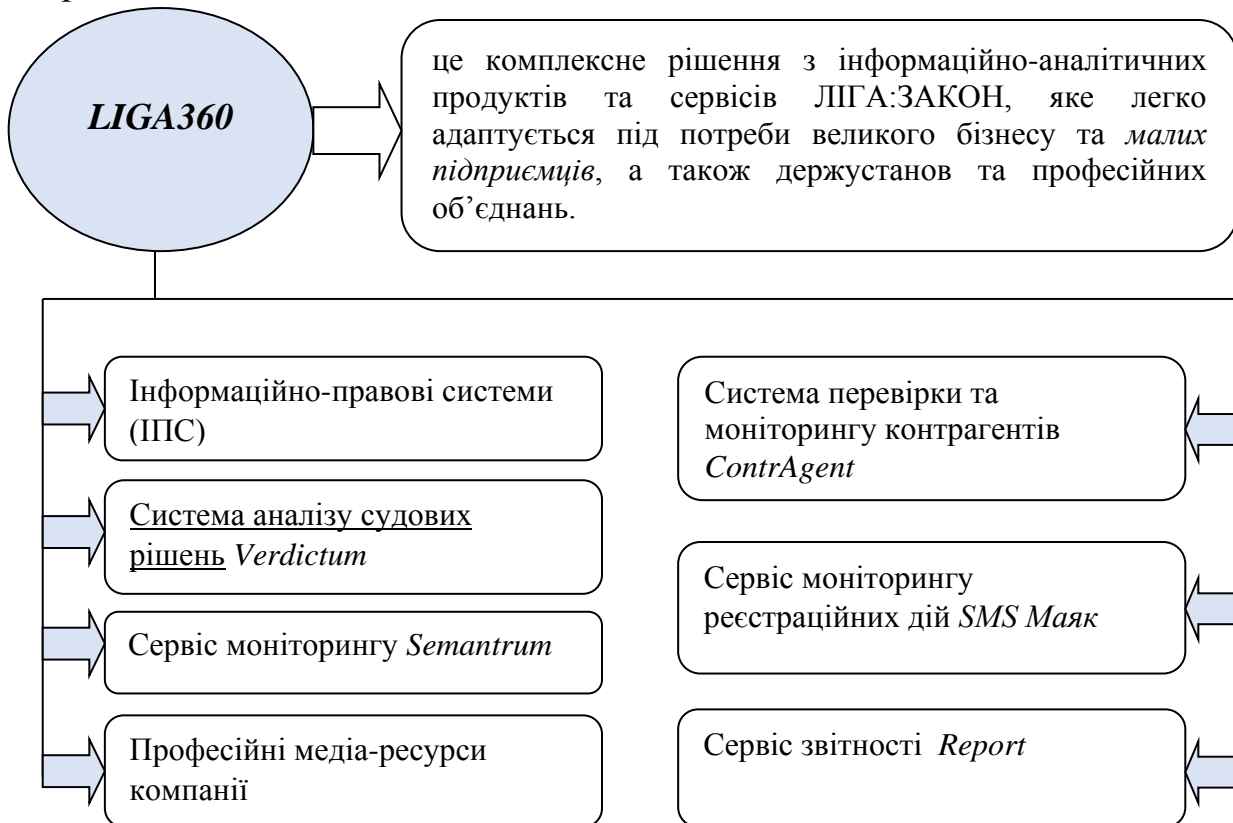 LIGA360
це комплексне рішення з інформаційно-аналітичних
продуктів та сервісів ЛІГА:ЗАКОН, яке легко
адаптується під потреби великого бізнесу та малих
підприємців, а також держустанов та професійних
об’єднань.
Інформаційно-правові системи
(ІПС)
Система аналізу судових
рішень Verdictum
Сервіс моніторингу Semantrum
Професійні медіа-ресурси
компанії
Система перевірки та
моніторингу контрагентів
ContrAgent
Сервіс моніторингу
реєстраційних дій SMS Маяк
Сервіс звітності Report